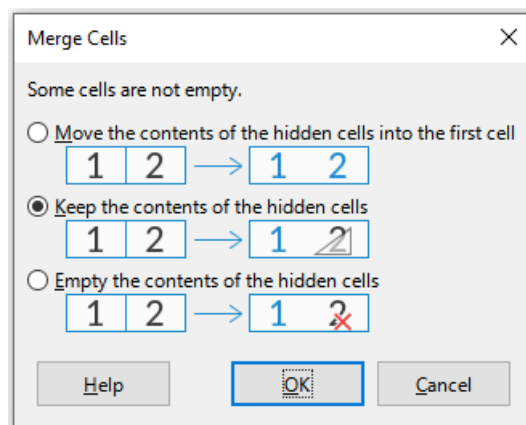 Merge Cells
Some cells are not empty.
Move the contents of the hidden cells into the first cell
1 2 1 2
Keep the contents of the hidden cells
1 2 1 2
Empty the contents of the hidden cells
1 2 1 2
Help OK Cancel